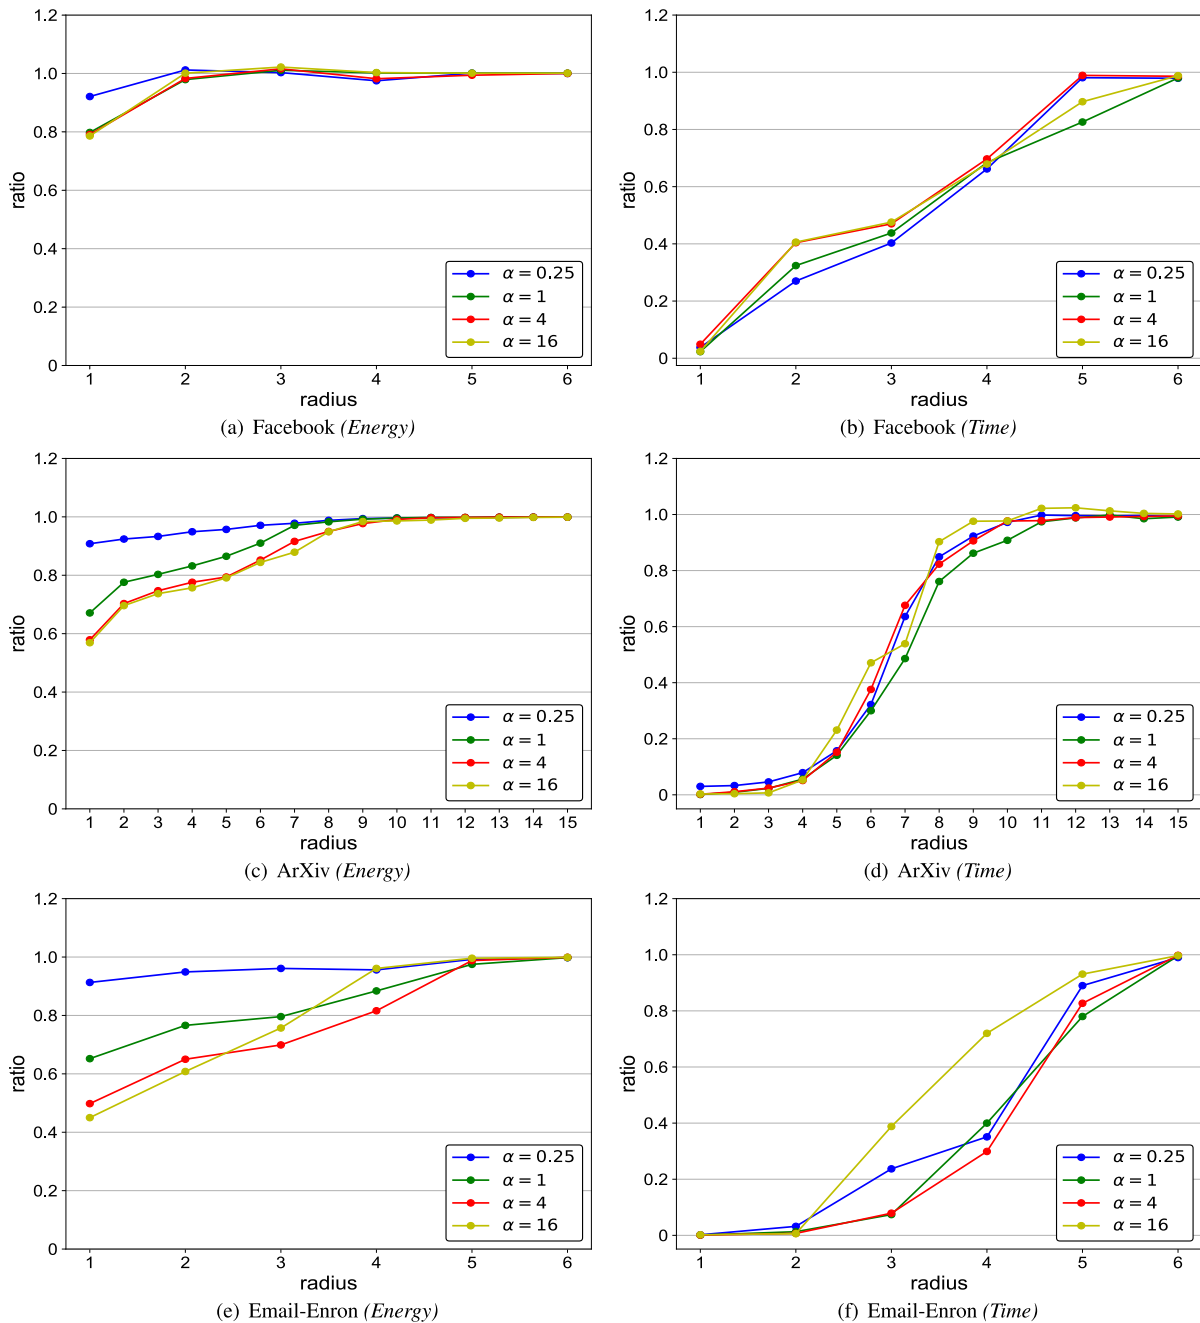 1.2
1.0
0.8
0.6
0.4
0.2
0
ratio
1 2 3 4 5 6
radius
α = 0.25
α = 1
α = 4
α = 16
(a) Facebook (Energy)
1.2
1.0
0.8
0.6
0.4
0.2
0
ratio
1 2 3 4 5 6
radius
α = 0.25
α = 1
α = 4
α = 16
(b) Facebook (Time)
1.2
1.0
0.8
0.6
0.4
0.2
0
ratio
1 2 3 4 5 6 7 8 9 10 11 12 13 14 15
radius
α = 0.25
α = 1
α = 4
α = 16
(c) ArXiv (Energy)
1.2
1.0
0.8
0.6
0.4
0.2
0
ratio
1 2 3 4 5 6 7 8 9 10 11 12 13 14 15
radius
α = 0.25
α = 1
α = 4
α = 16
(d) ArXiv (Time)
1.2
1.0
0.8
0.6
0.4
0.2
0
ratio
1 2 3 4 5 6
radius
α = 0.25
α = 1
α = 4
α = 16
(e) Email-Enron (Energy)
1.2
1.0
0.8
0.6
0.4
0.2
0
ratio
1 2 3 4 5 6
radius
α = 0.25
α = 1
α = 4
α = 16
(f) Email-Enron (Time)